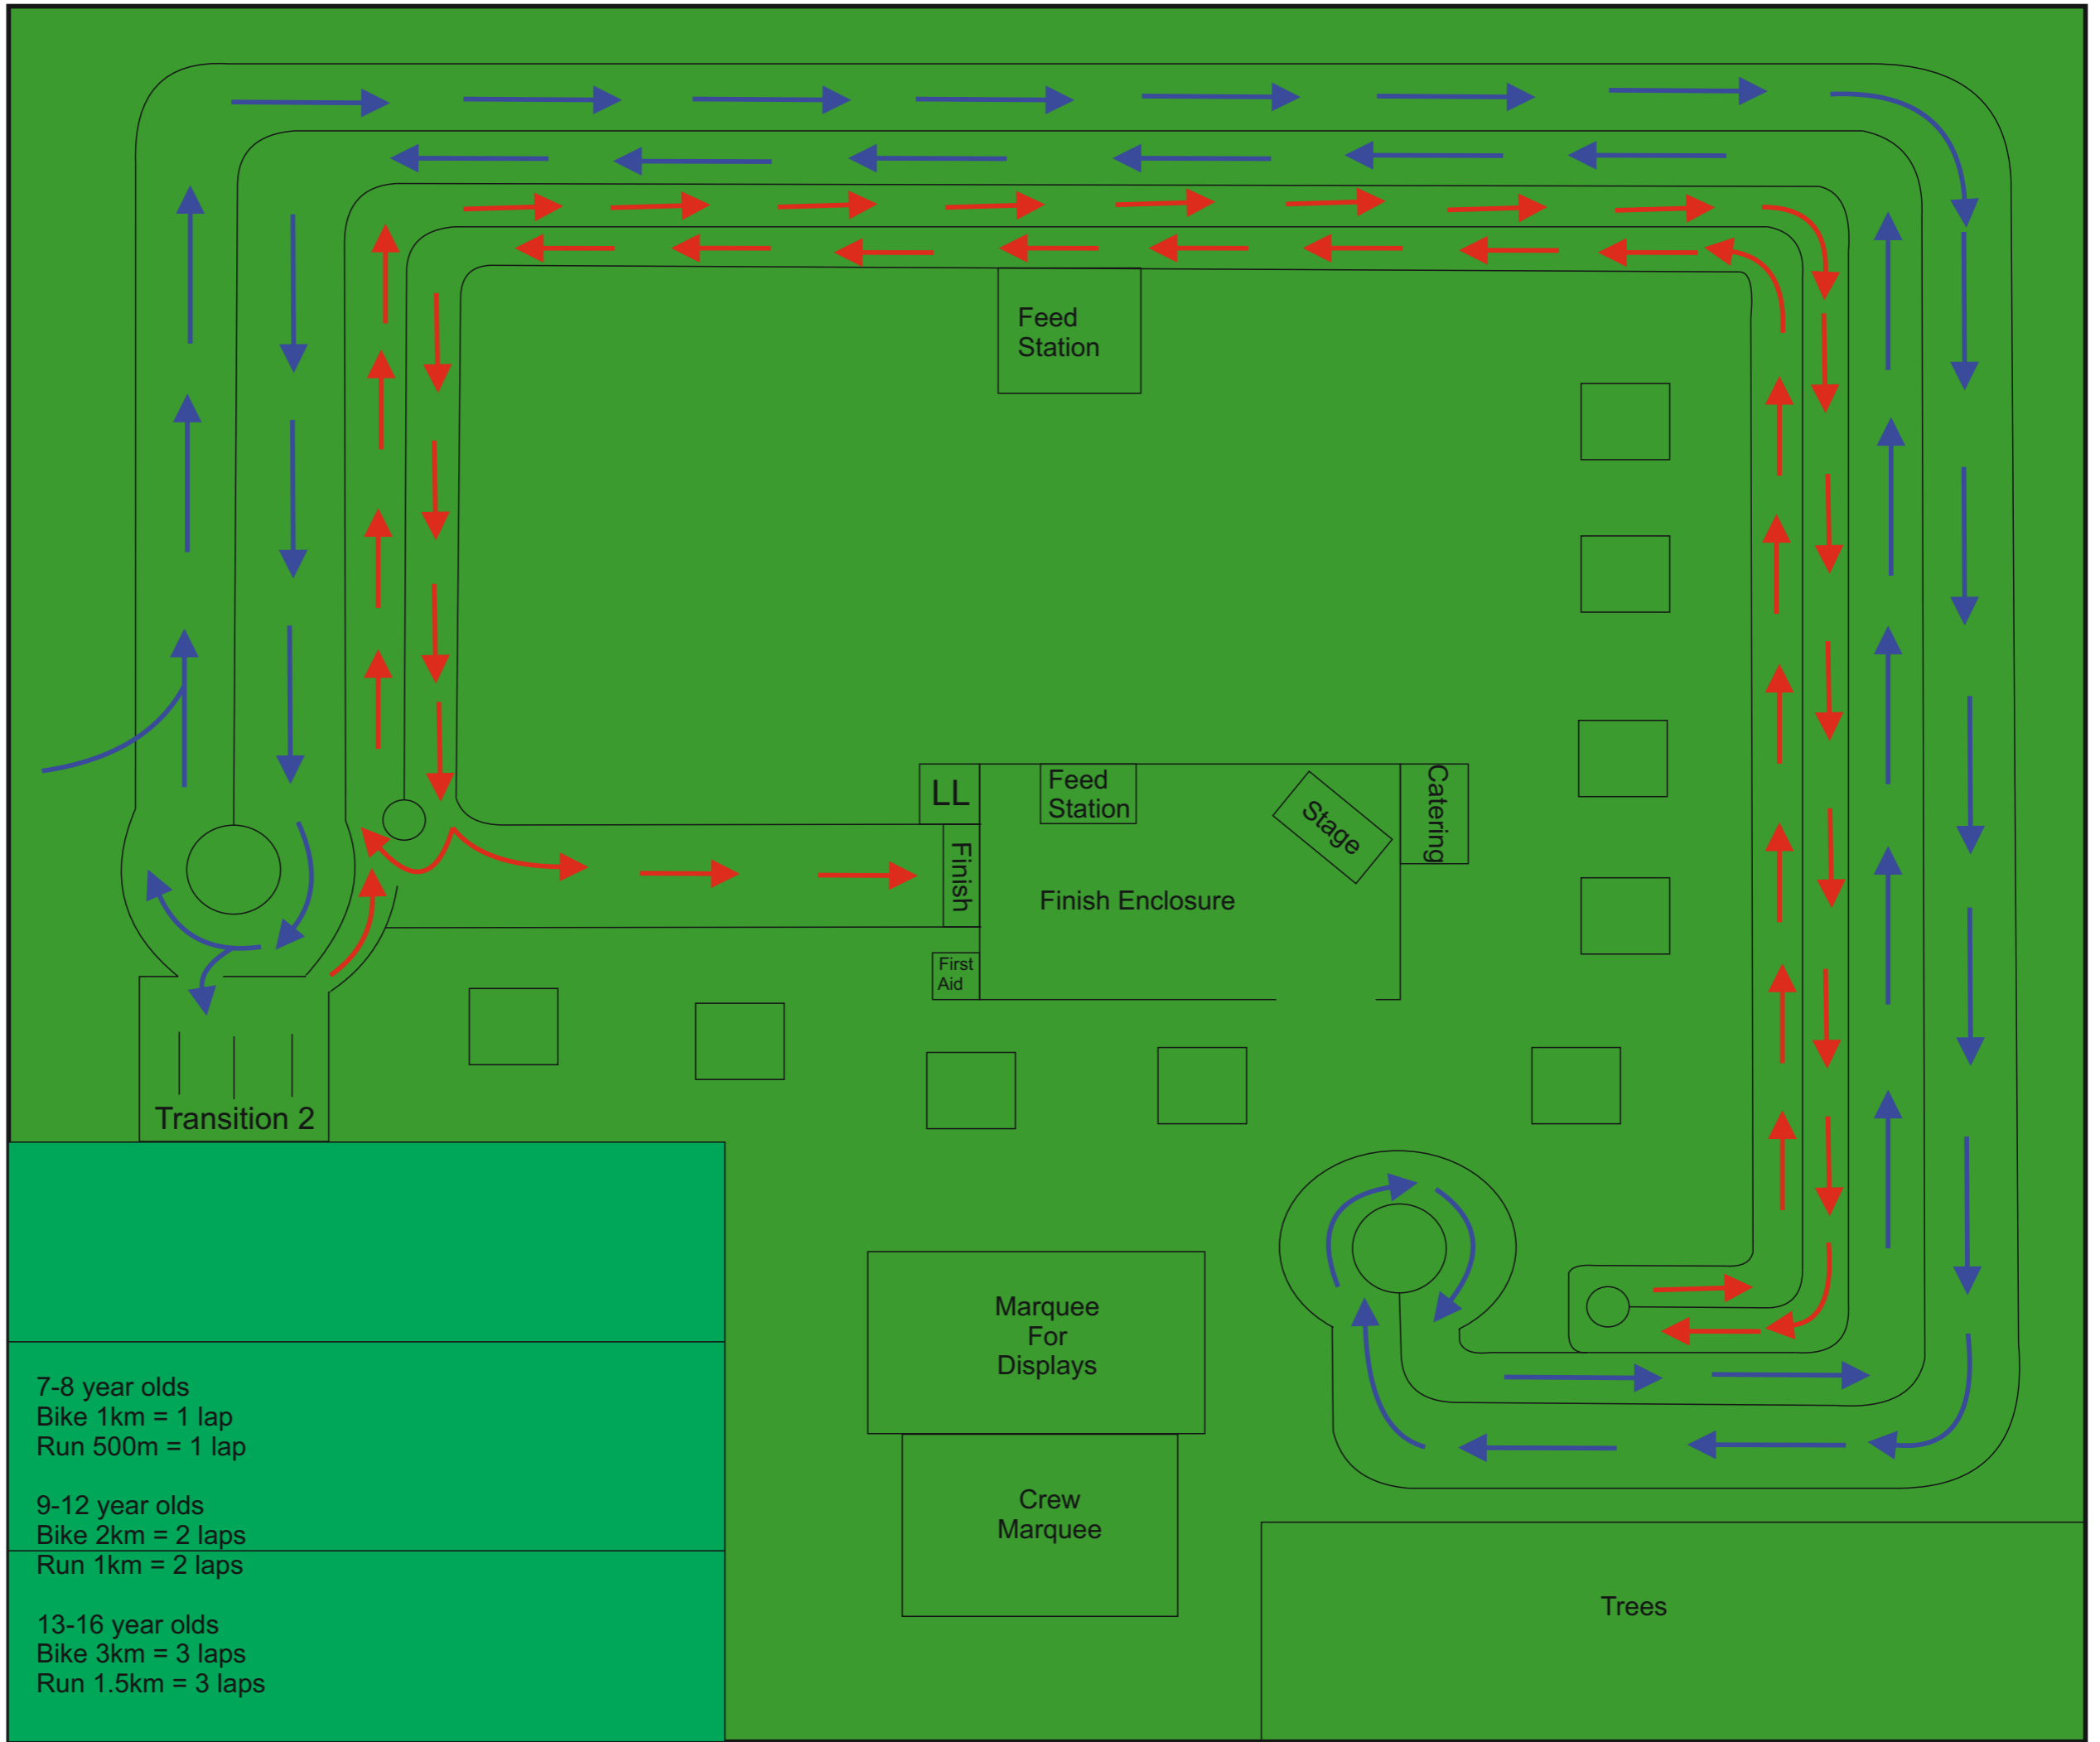 Feed
Station
LL
Feed
Station
Stage
Catering
Finish
Finish Enclosure
First
Aid
Transition 2
Marquee
For
Displays
Crew
Marquee
Trees
7-8 year olds
Bike 1km = 1 lap
Run 500m = 1 lap
9-12 year olds
Bike 2km = 2 laps
Run 1km = 2 laps
13-16 year olds
Bike 3km = 3 laps
Run 1.5km = 3 laps